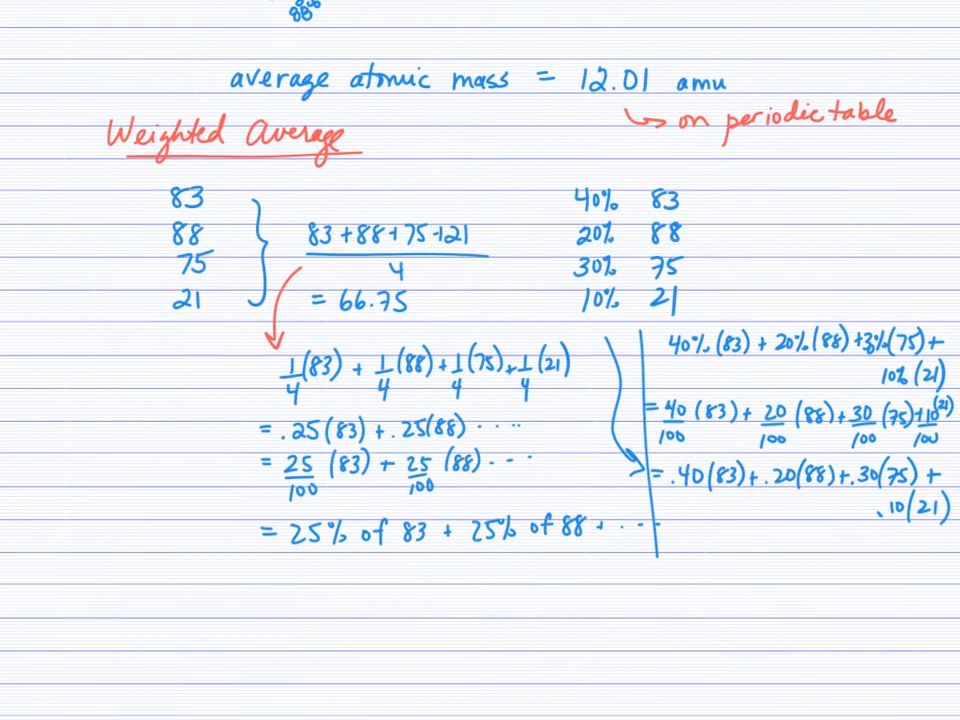 average atomic mass = 12.01 amu
↳ on periodic table
Weighted Average
83
88
75
21
83+88+75+21
4
= 66.75
40% 83
20% 88
30% 75
10% 21
1/4(83) + 1/4(88) + 1/4(75) + 1/4(21)
= .25(83) + .25(88) .....
= 25/100 (83) + 25/100 (88) ...
= 25% of 83 + 25% of 88 + ...
40%(83) + 20%(88) + 3%(75) +
10%(21)
= 40/100 (83) + 20/100 (88) + 30/100 (75) + 10/100 (21)
= .40(83) + .20(88) + .30(75) +
.10(21)